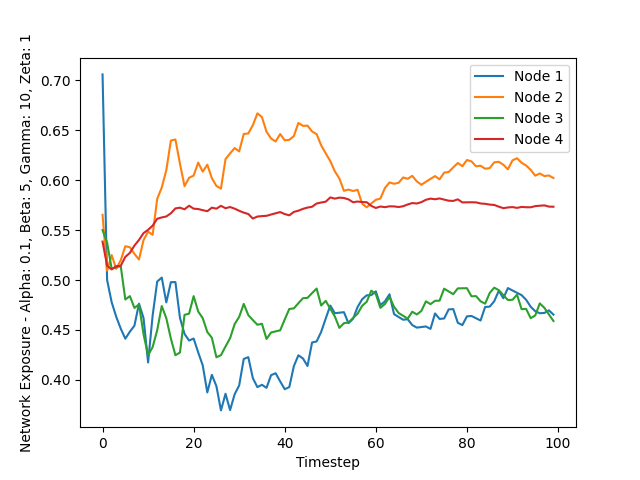 Network Exposure - Alpha: 0.1, Beta: 5, Gamma: 10, Zeta: 1
0.70
0.65
0.60
0.55
0.50
0.45
0.40
Node 1
Node 2
Node 3
Node 4
0 20 40 60 80 100
Timestep